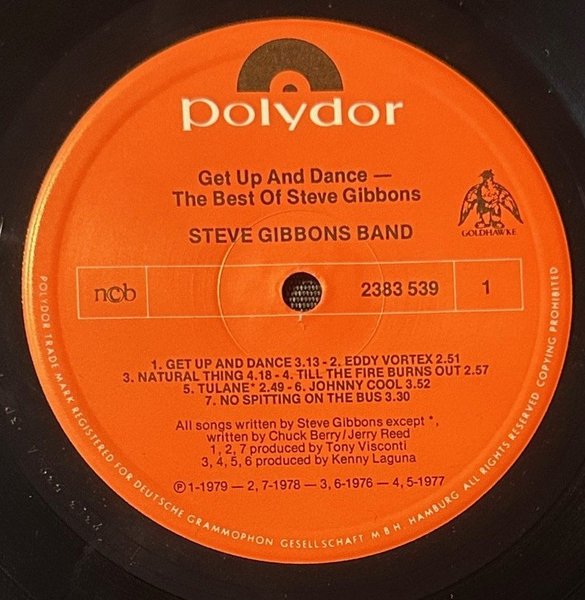 polydor
Get Up And Dance —
The Best Of Steve Gibbons
STEVE GIBBONS BAND
GOLDHAWKE
ncb
2383 539
1
1. GET UP AND DANCE 3.13 - 2. EDDY VORTEX 2.51
3. NATURAL THING 4.18 - 4. TILL THE FIRE BURNS OUT 2.57
5. TULANE* 2.49 - 6. JOHNNY COOL 3.52
7. NO SPITTING ON THE BUS 3.30
All songs written by Steve Gibbons except *,
written by Chuck Berry/Jerry Reed
1, 2, 7 produced by Tony Visconti
3, 4, 5, 6 produced by Kenny Laguna
Ⓟ1-1979 — 2, 7-1978 — 3, 6-1976 — 4, 5-1977
POLYDOR TRADE MARK REGISTERED FOR DEUTSCHE GRAMMOPHON GESELLSCHAFT M B H. HAMBURG ALL RIGHTS RESERVED COPYING PROHIBITED